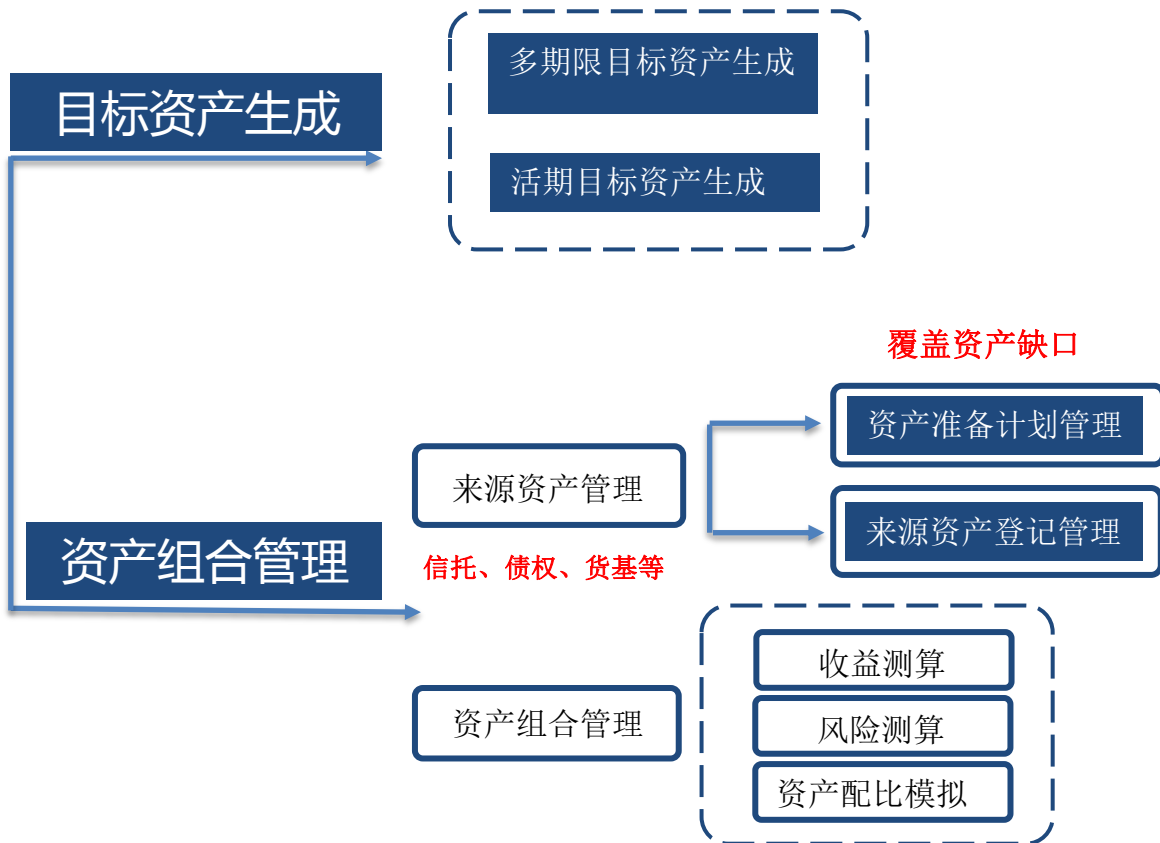 多期限目标资产生成
目标资产生成
活期目标资产生成
覆盖资产缺口
资产准备计划管理
来源资产管理
来源资产登记管理
资产组合管理
信托、债权、货基等
收益测算
资产组合管理
风险测算
资产配比模拟